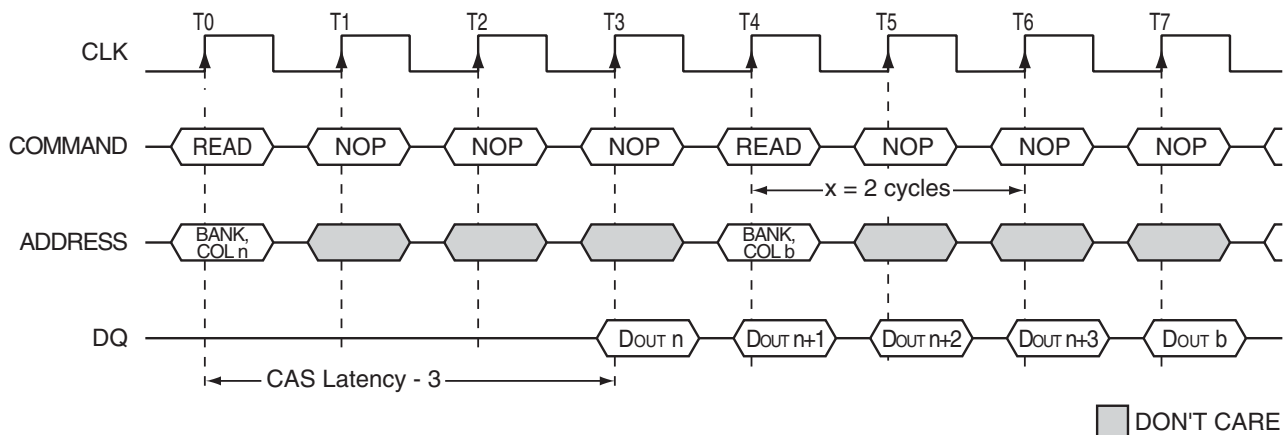 T0 T1 T2 T3 T4 T5 T6 T7
CLK
COMMAND READ NOP NOP NOP READ NOP NOP NOP
x = 2 cycles
ADDRESS BANK, COL n BANK, COL b
DQ DOUT n DOUT n+1 DOUT n+2 DOUT n+3 DOUT b
CAS Latency - 3
DON'T CARE